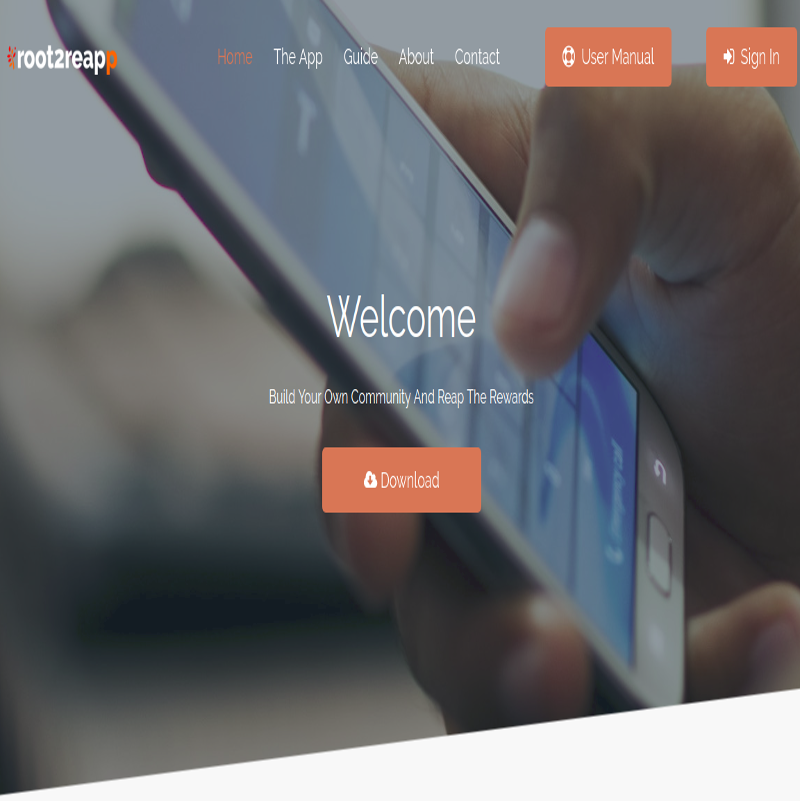 root2reapp
Home
The App
Guide
About
Contact
User Manual
Sign In
Welcome
Build Your Own Community And Reap The Rewards
Download